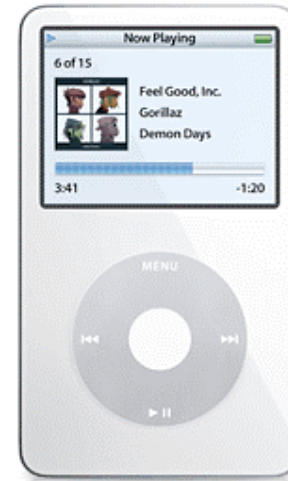 Now Playing
6 of 15
Feel Good, Inc.
Gorillaz
Demon Days
3:41 -1:20
MENU